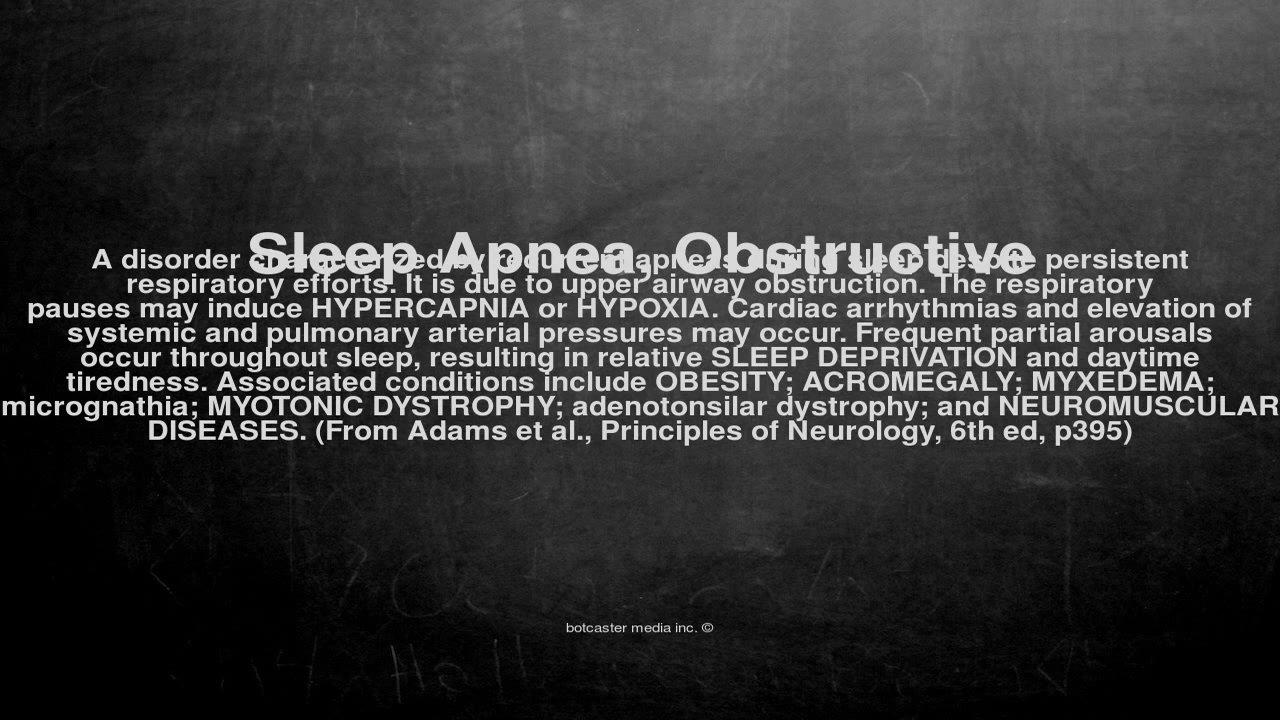 Sleep Apnea, Obstructive
A disorder characterized by recurrent apneas during sleep despite persistent
respiratory efforts. It is due to upper airway obstruction. The respiratory
pauses may induce HYPERCAPNIA or HYPOXIA. Cardiac arrhythmias and elevation of
systemic and pulmonary arterial pressures may occur. Frequent partial arousals
occur throughout sleep, resulting in relative SLEEP DEPRIVATION and daytime
tiredness. Associated conditions include OBESITY; ACROMEGALY; MYXEDEMA;
micrognathia; MYOTONIC DYSTROPHY; adenotonsilar dystrophy; and NEUROMUSCULAR
DISEASES. (From Adams et al., Principles of Neurology, 6th ed, p395)
botcaster media inc. ©